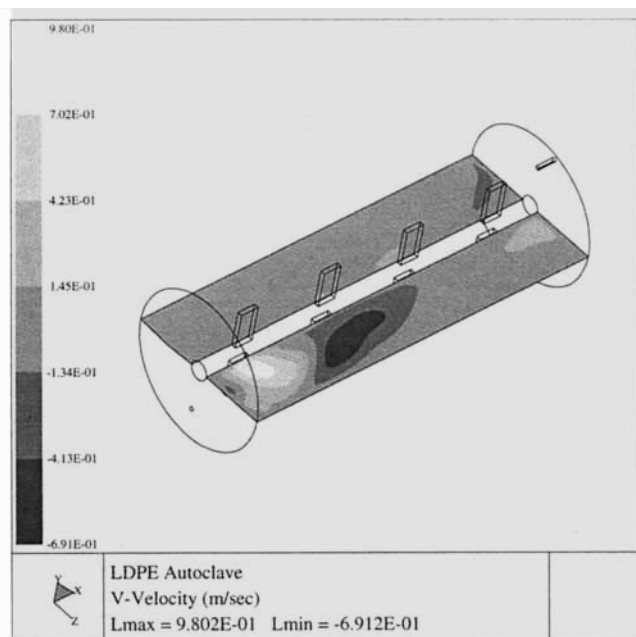 9.80E-01
7.02E-01
4.23E-01
1.45E-01
-1.34E-01
-4.13E-01
-6.91E-01
Y
X
Z
LDPE Autoclave
V-Velocity (m/sec)
Lmax = 9.802E-01 Lmin = -6.912E-01